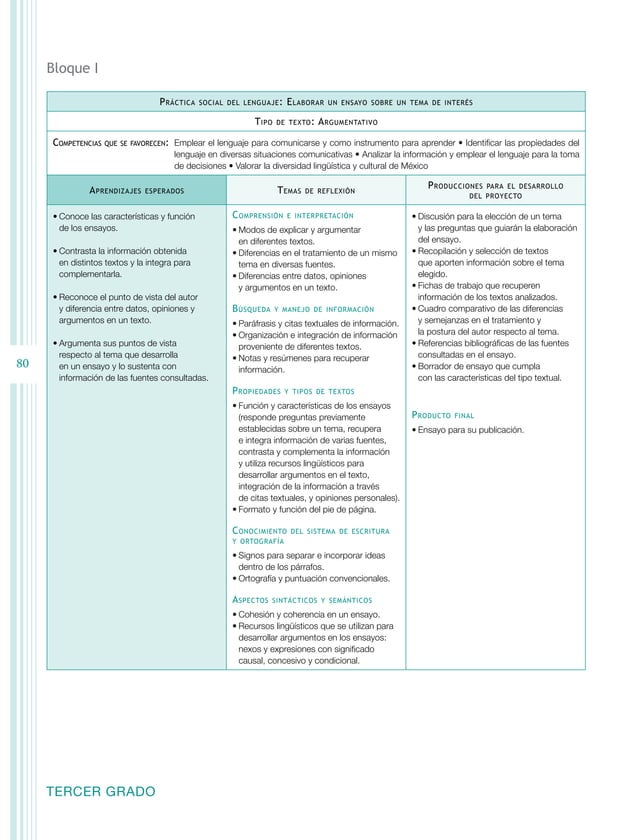 Bloque I
Práctica social del lenguaje: Elaborar un ensayo sobre un tema de interés
Tipo de texto: Argumentativo
Competencias que se favorecen: Emplear el lenguaje para comunicarse y como instrumento para aprender • Identificar las propiedades del
lenguaje en diversas situaciones comunicativas • Analizar la información y emplear el lenguaje para la toma
de decisiones • Valorar la diversidad lingüística y cultural de México
Aprendizajes esperados
• Conoce las características y función
de los ensayos.
• Contrasta la información obtenida
en distintos textos y la integra para
complementarla.
• Reconoce el punto de vista del autor
y diferencia entre datos, opiniones y
argumentos en un texto.
• Argumenta sus puntos de vista
respecto al tema que desarrolla
en un ensayo y lo sustenta con
información de las fuentes consultadas.
Temas de reflexión
Comprensión e interpretación
• Modos de explicar y argumentar
en diferentes textos.
• Diferencias en el tratamiento de un mismo
tema en diversas fuentes.
• Diferencias entre datos, opiniones
y argumentos en un texto.
Búsqueda y manejo de información
• Paráfrasis y citas textuales de información.
• Organización e integración de información
proveniente de diferentes textos.
• Notas y resúmenes para recuperar
información.
Propiedades y tipos de textos
• Función y características de los ensayos
(responde preguntas previamente
establecidas sobre un tema, recupera
e integra información de varias fuentes,
contrasta y complementa la información
y utiliza recursos lingüísticos para
desarrollar argumentos en el texto,
integración de la información a través
de citas textuales, y opiniones personales).
• Formato y función del pie de página.
Conocimiento del sistema de escritura
y ortografía
• Signos para separar e incorporar ideas
dentro de los párrafos.
• Ortografía y puntuación convencionales.
Aspectos sintácticos y semánticos
• Cohesión y coherencia en un ensayo.
• Recursos lingüísticos que se utilizan para
desarrollar argumentos en los ensayos:
nexos y expresiones con significado
causal, concesivo y condicional.
Producciones para el desarrollo
del proyecto
• Discusión para la elección de un tema
y las preguntas que guiarán la elaboración
del ensayo.
• Recopilación y selección de textos
que aporten información sobre el tema
elegido.
• Fichas de trabajo que recuperen
información de los textos analizados.
• Cuadro comparativo de las diferencias
y semejanzas en el tratamiento y
la postura del autor respecto al tema.
• Referencias bibliográficas de las fuentes
consultadas en el ensayo.
• Borrador de ensayo que cumpla
con las características del tipo textual.
Producto final
• Ensayo para su publicación.
80
TERCER GRADO